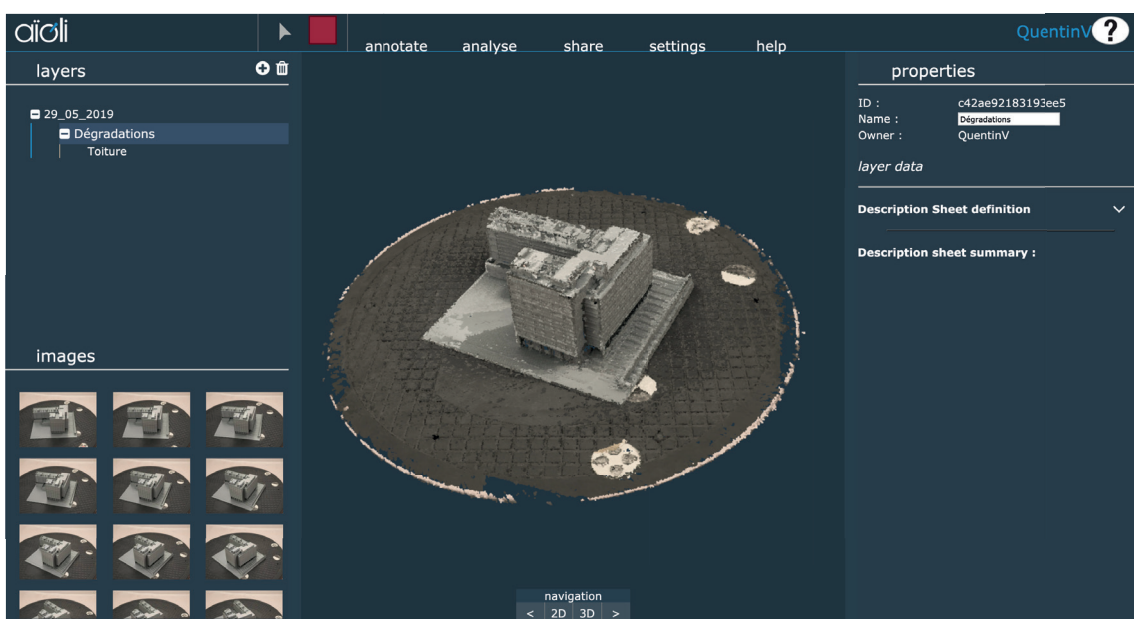 aïoli
annotate analyse share settings help
QuentinV ?
layers
29_05_2019
Dégradations
Toiture
images
navigation
< 2D 3D >
properties
ID : c42ae92183193ee5
Name : Dégradations
Owner : QuentinV
layer data
Description Sheet definition
Description sheet summary :